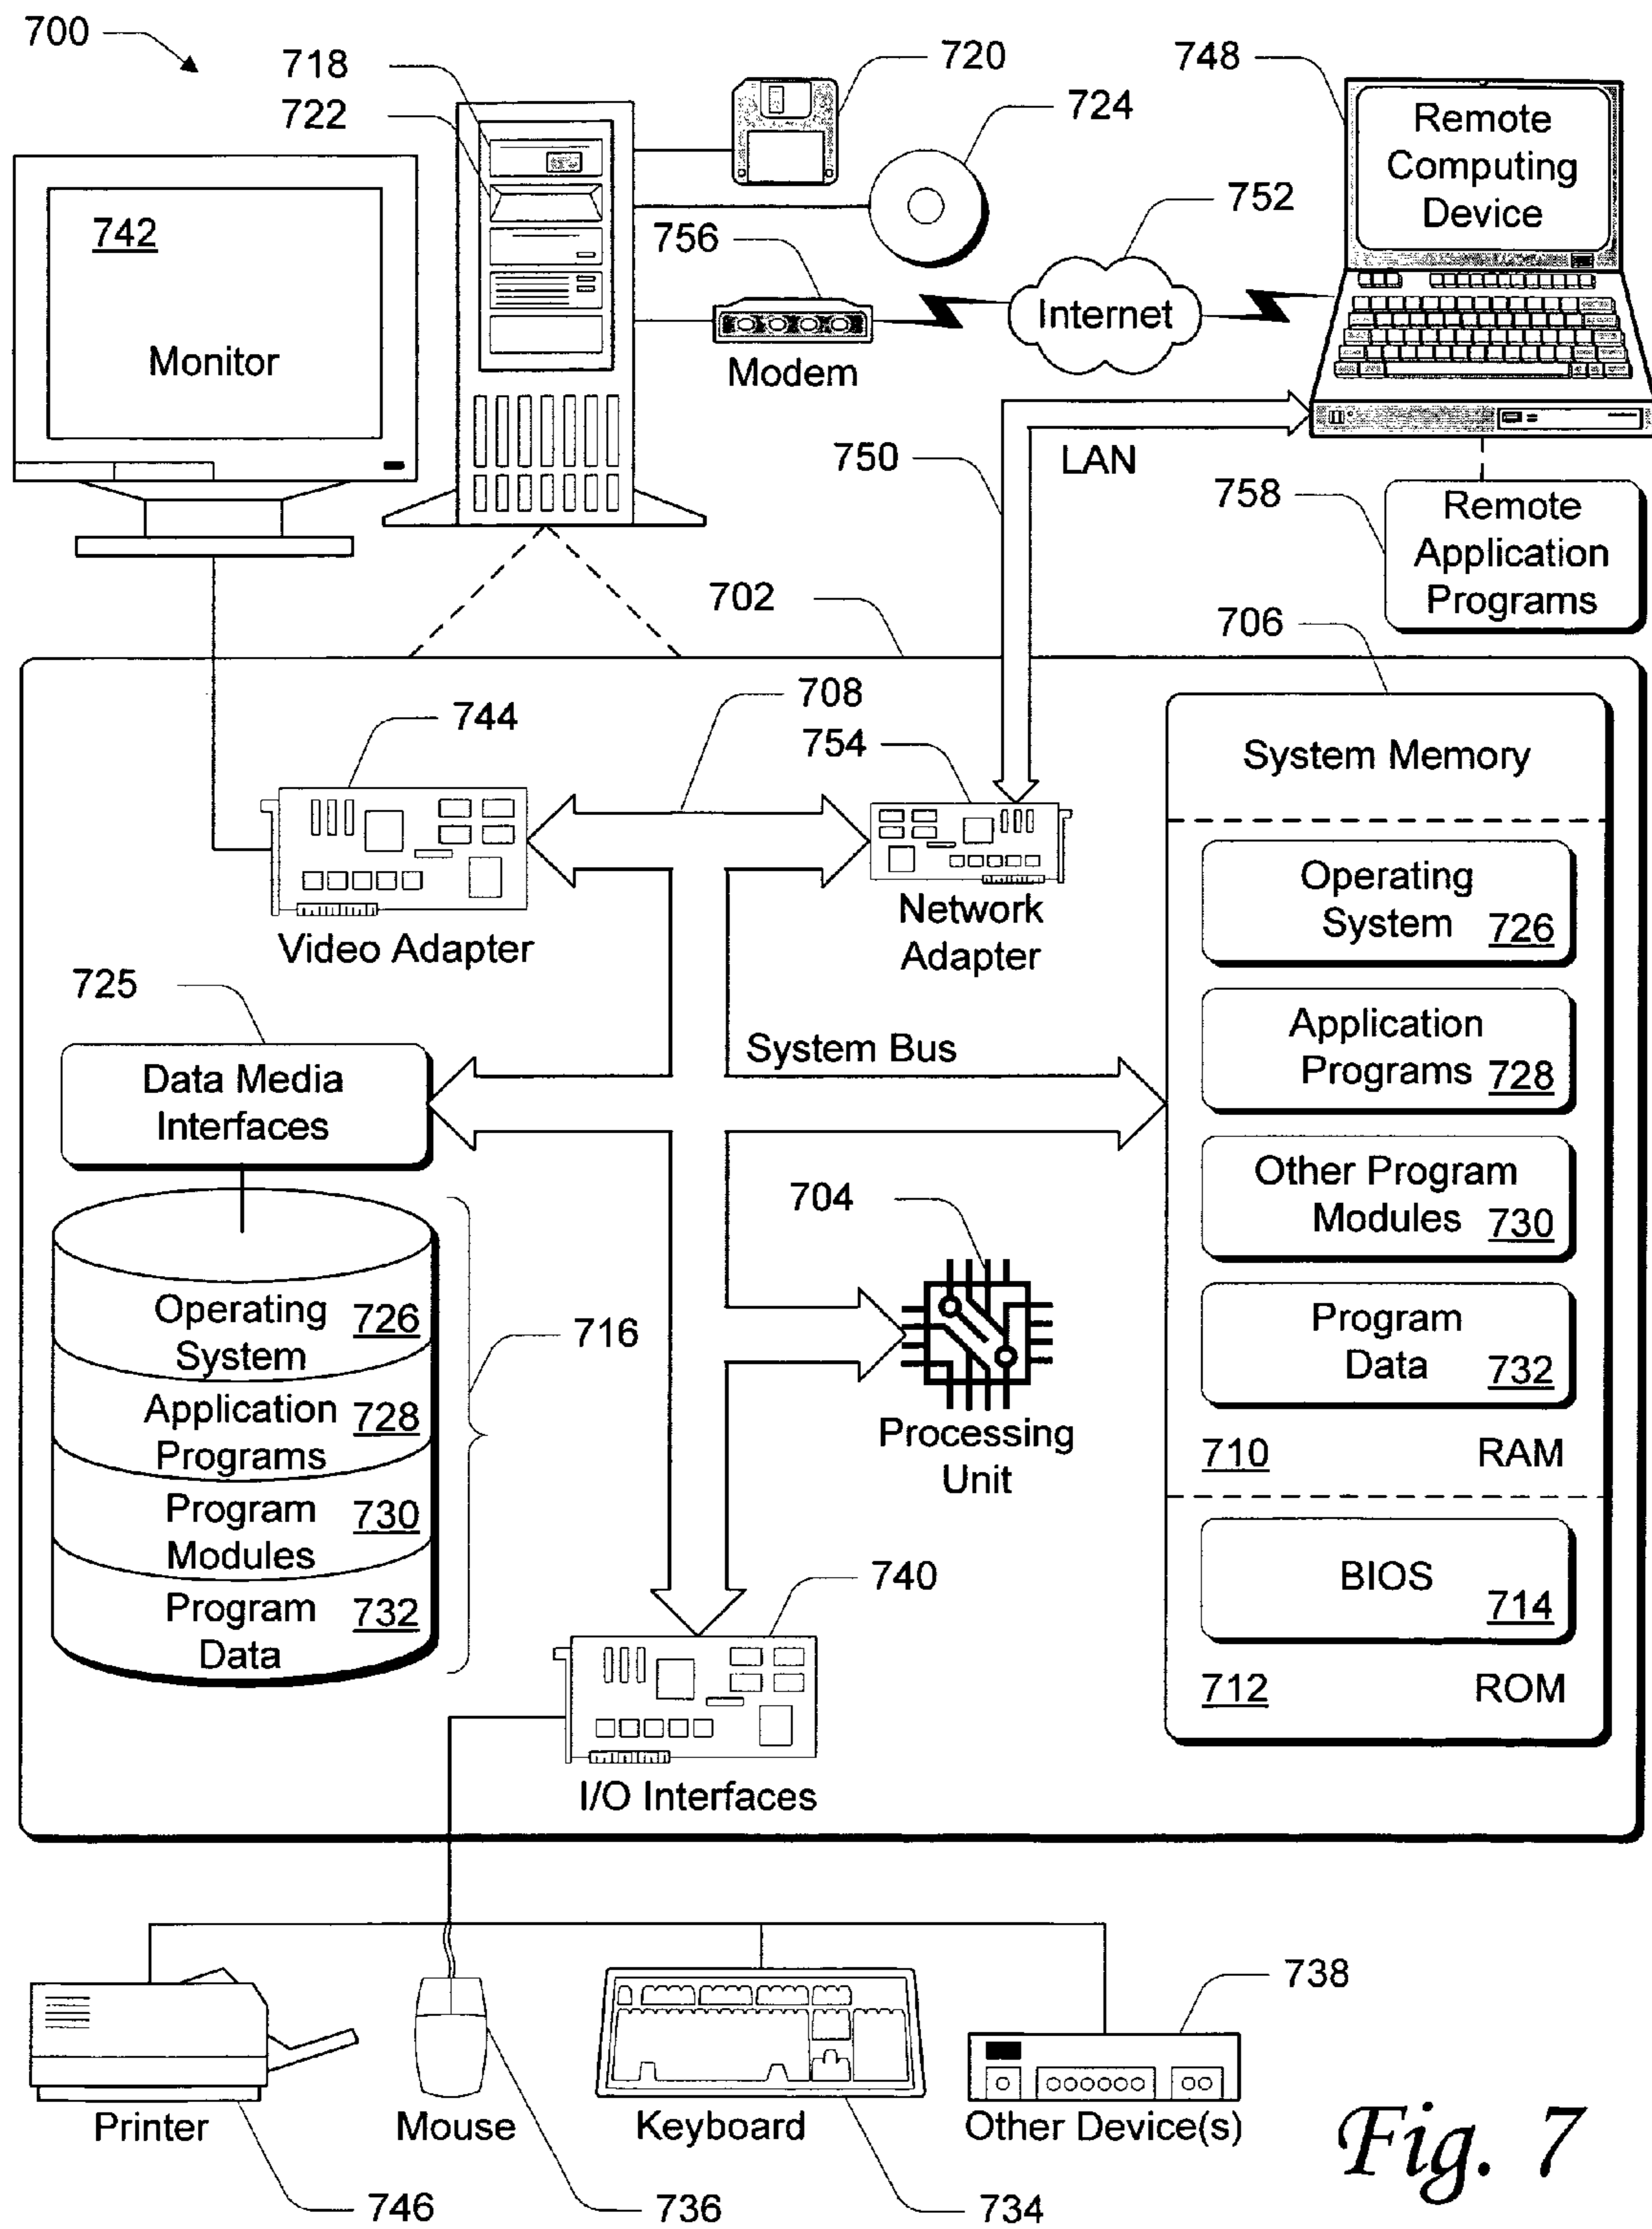 700
718
722
720
724
748
Remote
Computing
Device
742
Monitor
756
Modem
752
Internet
750
LAN
758
Remote
Application
Programs
702
706
708
744
754
Video Adapter
Network
Adapter
System Memory
Operating
System 726
Application
Programs 728
Other Program
Modules 730
Program
Data 732
710 RAM
BIOS
714
712 ROM
725
Data Media
Interfaces
System Bus
704
Processing
Unit
Operating 726
System
Application 728
Programs
Program 730
Modules
Program 732
Data
716
740
I/O Interfaces
738
Printer
Mouse
Keyboard
Other Device(s)
746
736
734
Fig. 7